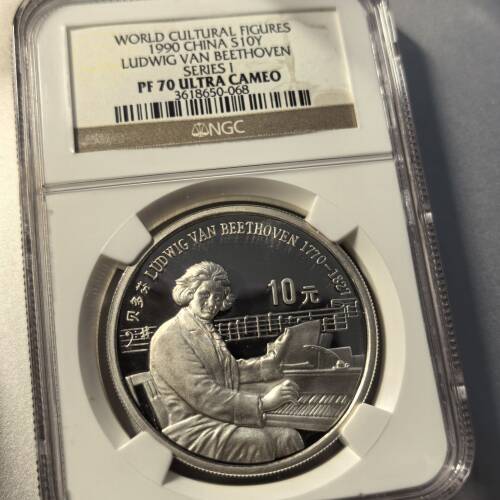 WORLD CULTURAL FIGURES
1990 CHINA S10Y
LUDWIG VAN BEETHOVEN
SERIES I
PF 70 ULTRA CAMEO
3618650-068
NGC
贝多芬 LUDWIG VAN BEETHOVEN 1770-1827
10元